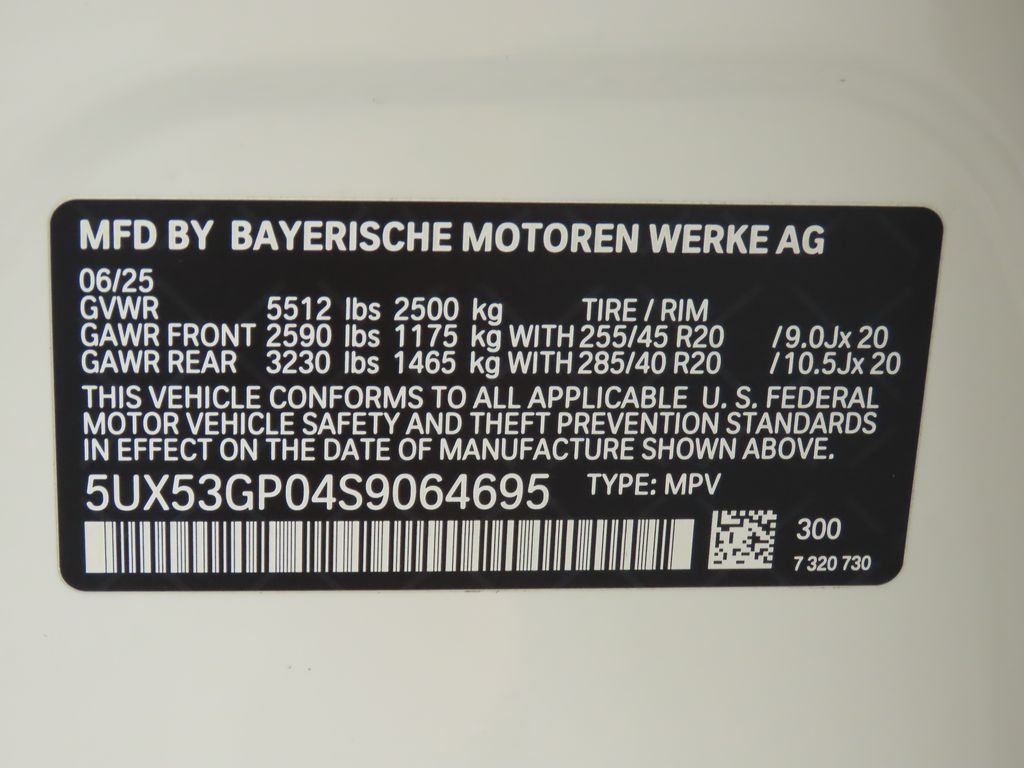 MFD BY BAYERISCHE MOTOREN WERKE AG
06/25
GVWR 5512 lbs 2500 kg TIRE / RIM
GAWR FRONT 2590 lbs 1175 kg WITH 255/45 R20 /9.0Jx 20
GAWR REAR 3230 lbs 1465 kg WITH 285/40 R20 /10.5Jx 20
THIS VEHICLE CONFORMS TO ALL APPLICABLE U. S. FEDERAL
MOTOR VEHICLE SAFETY AND THEFT PREVENTION STANDARDS
IN EFFECT ON THE DATE OF MANUFACTURE SHOWN ABOVE.
5UX53GP04S9064695 TYPE: MPV
300
7 320 730